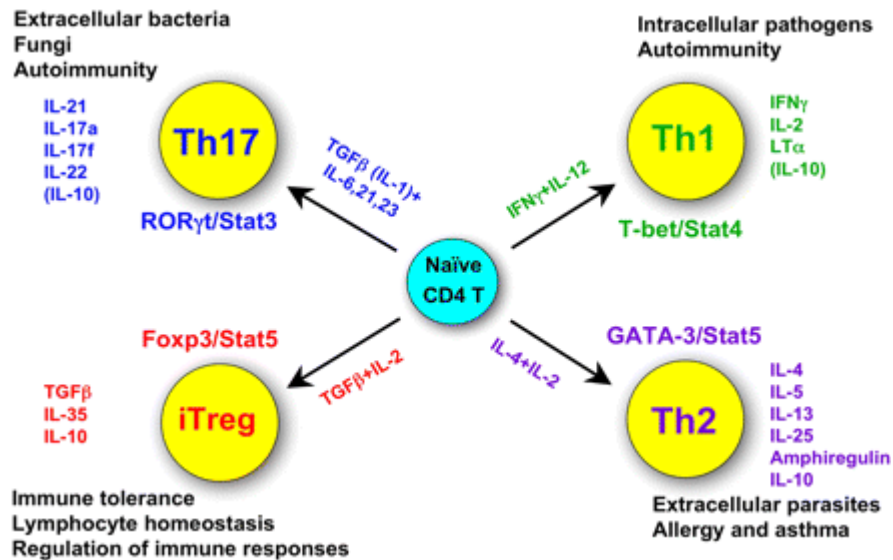 Extracellular bacteria
Fungi
Autoimmunity
IL-21
IL-17a
IL-17f
IL-22
(IL-10)
Th17
RORγt/Stat3
TGFβ (IL-1)+
IL-6,21,23
Intracellular pathogens
Autoimmunity
Th1
IFNγ
IL-2
LTα
(IL-10)
T-bet/Stat4
IFNγ+IL-12
Naïve
CD4 T
Foxp3/Stat5
TGFβ+IL-2
iTreg
TGFβ
IL-35
IL-10
Immune tolerance
Lymphocyte homeostasis
Regulation of immune responses
GATA-3/Stat5
IL-4+IL-2
Th2
IL-4
IL-5
IL-13
IL-25
Amphiregulin
IL-10
Extracellular parasites
Allergy and asthma